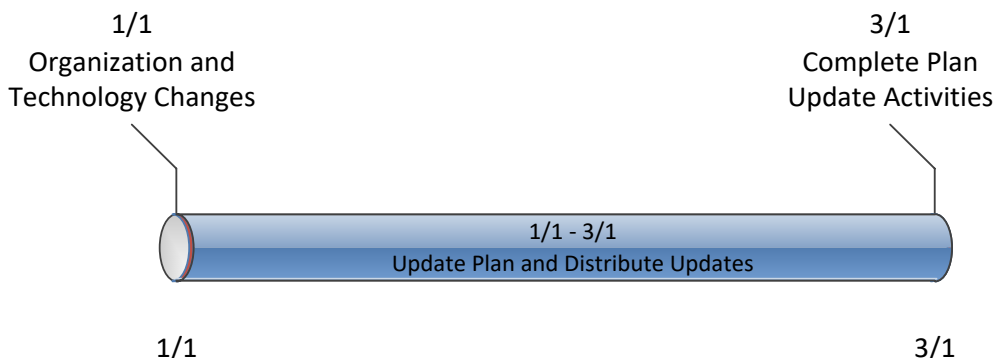 1/1
Organization and
Technology Changes
3/1
Complete Plan
Update Activities
1/1 - 3/1
Update Plan and Distribute Updates
1/1
3/1